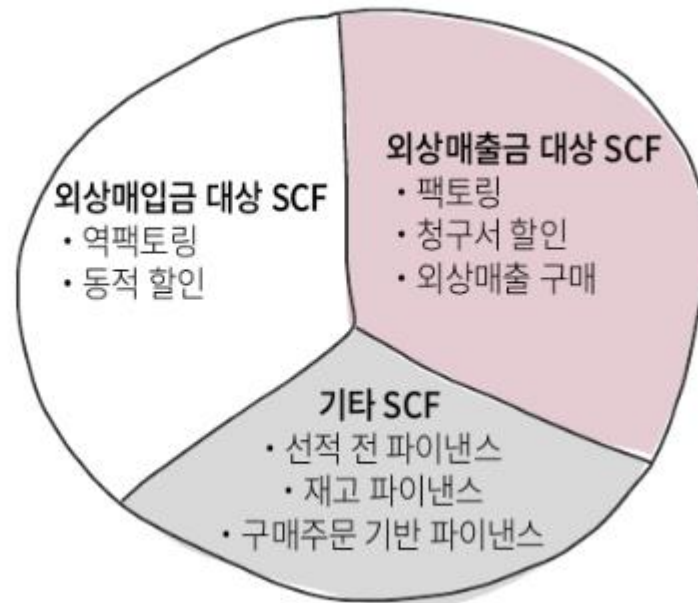 외상매입금 대상 SCF
· 역팩토링
· 동적 할인
외상매출금 대상 SCF
· 팩토링
· 청구서 할인
· 외상매출 구매
기타 SCF
· 선적 전 파이낸스
· 재고 파이낸스
· 구매주문 기반 파이낸스